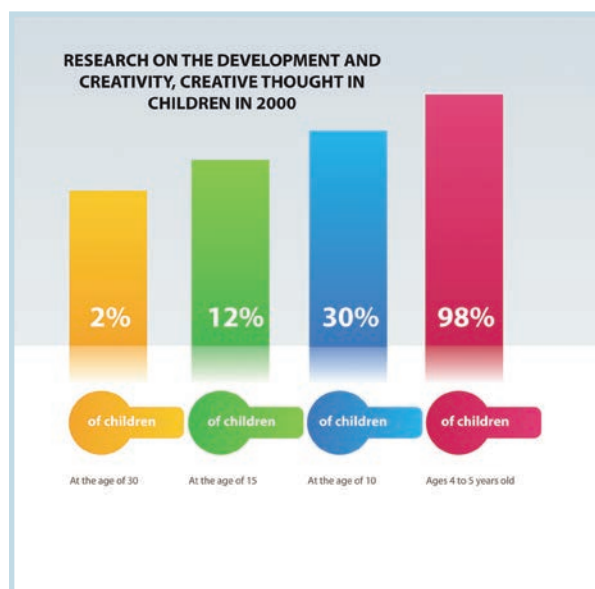 RESEARCH ON THE DEVELOPMENT AND
CREATIVITY, CREATIVE THOUGHT IN
CHILDREN IN 2000
2% 12% 30% 98%
of children of children of children of children
At the age of 30 At the age of 15 At the age of 10 Ages 4 to 5 years old